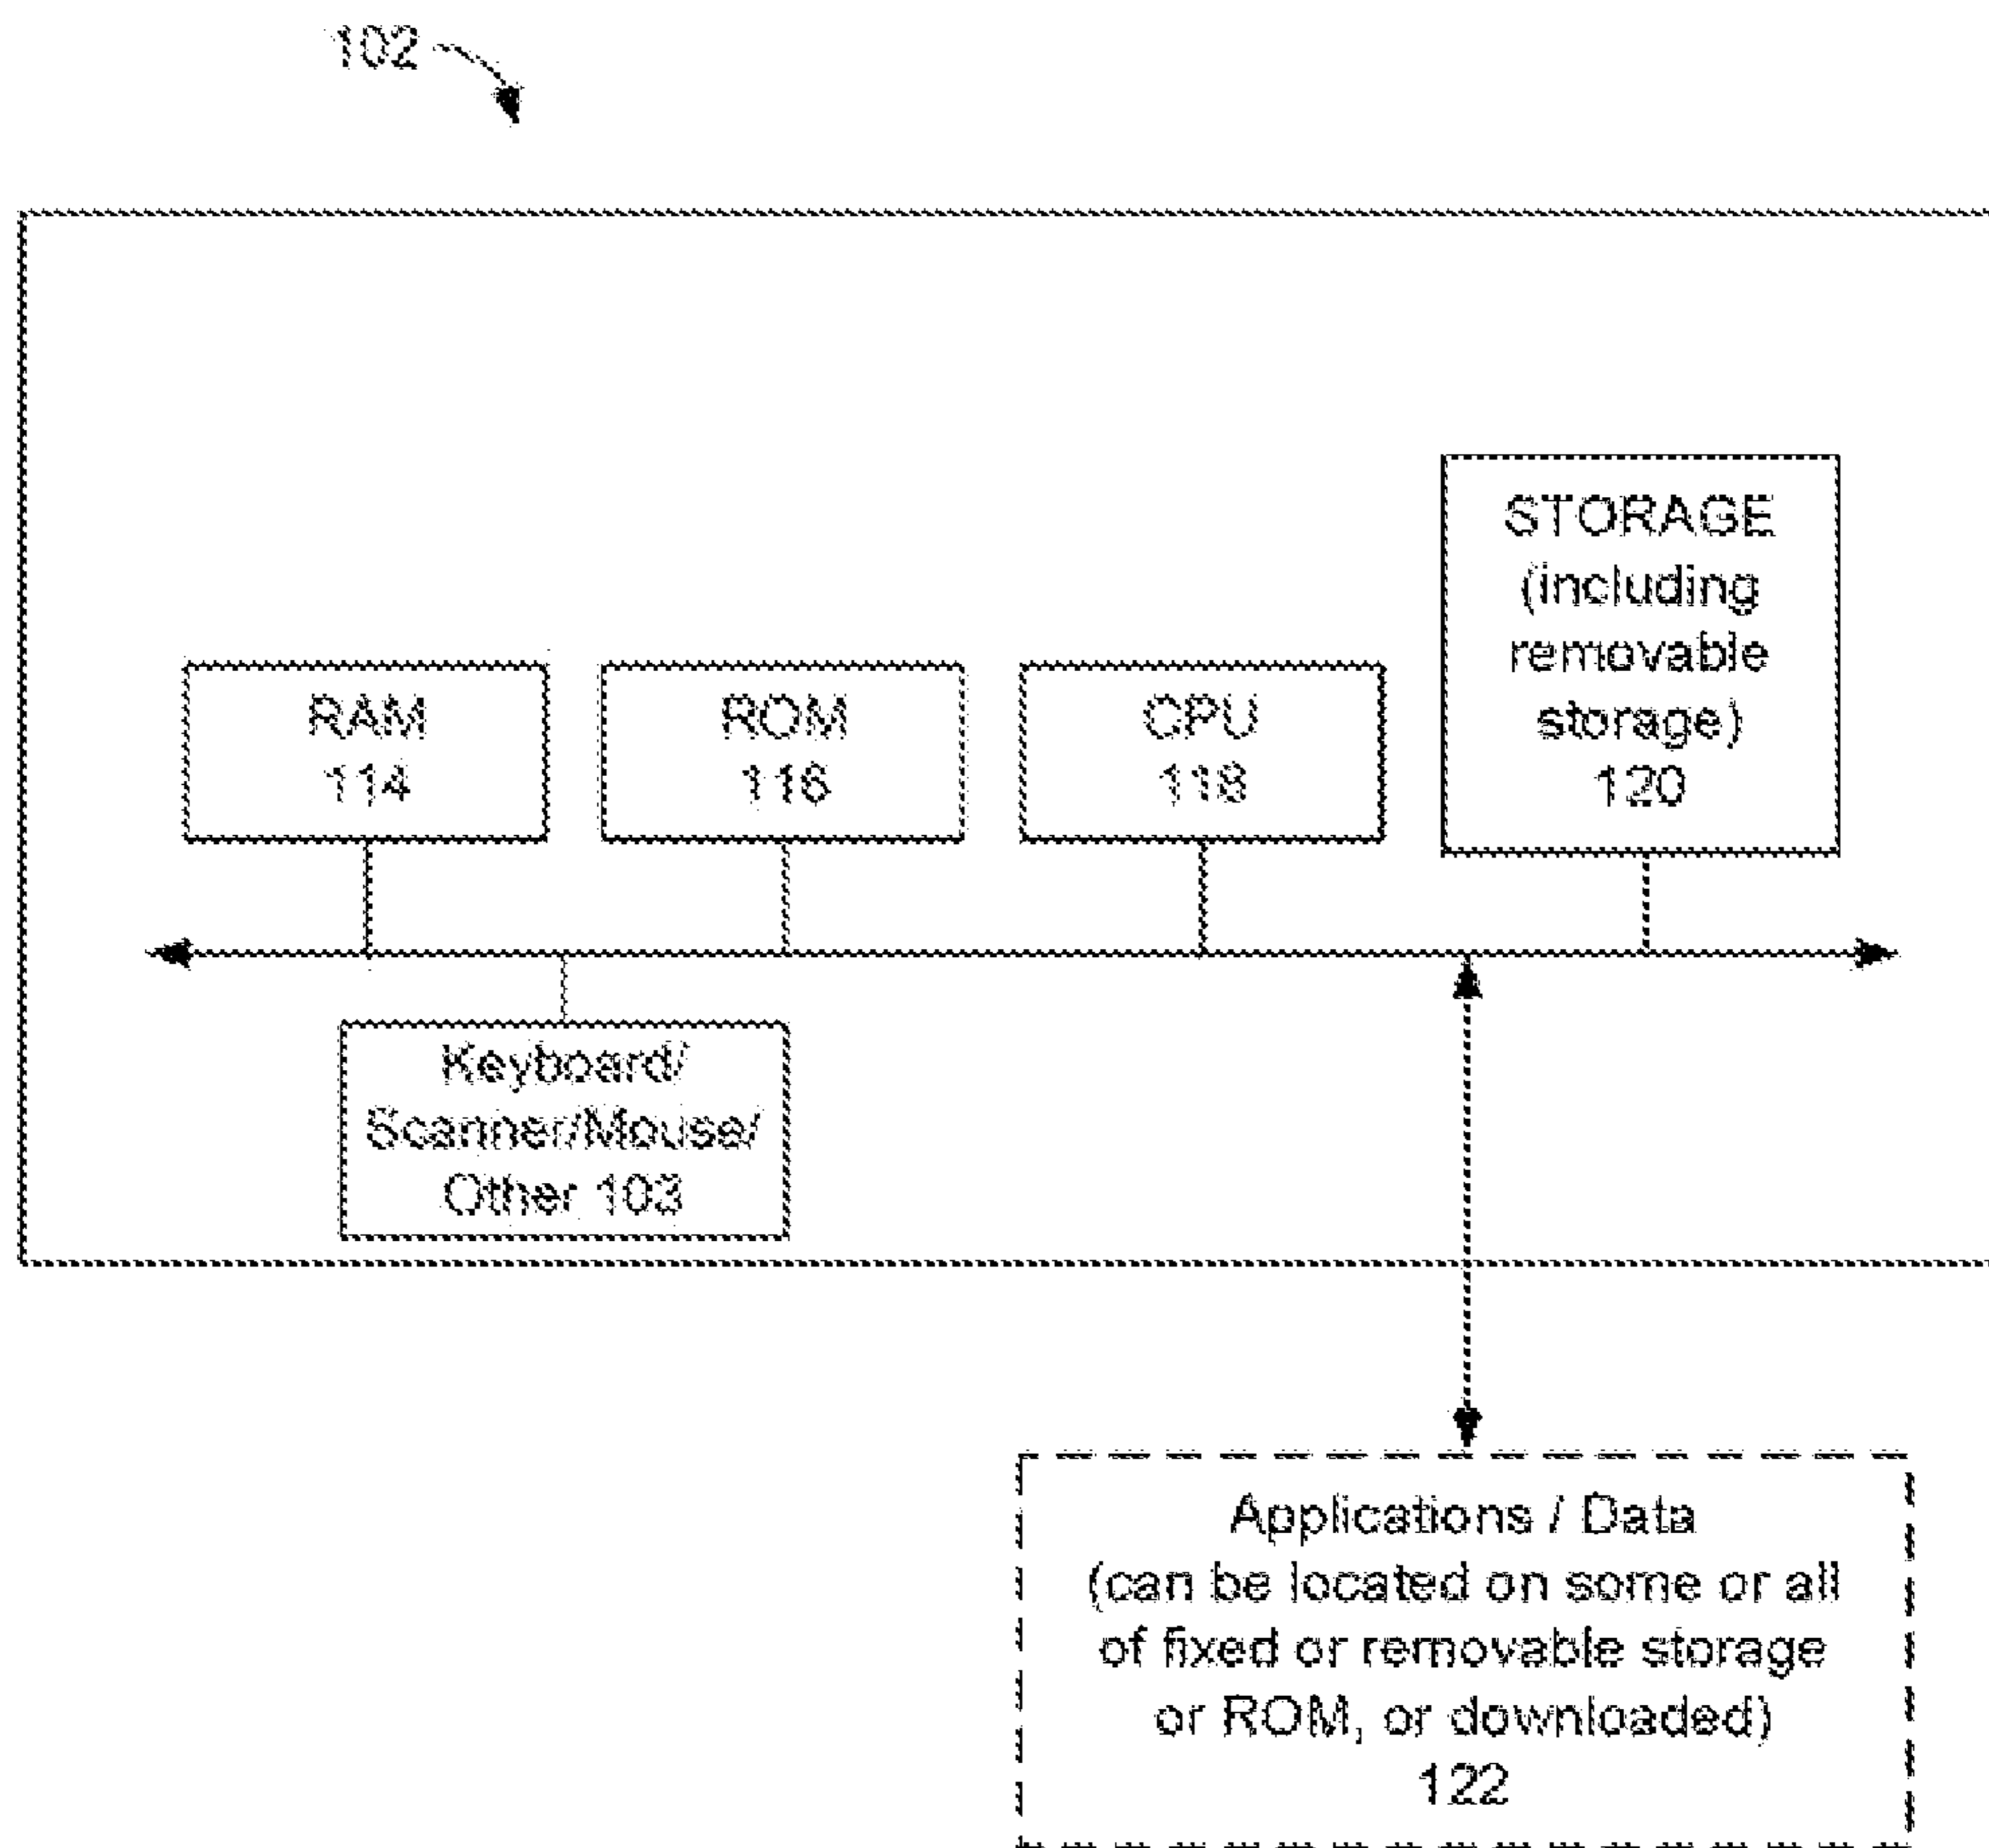 102
STORAGE
(including
removable
storage)
120
RAM
114
ROM
116
CPU
118
Keyboard/
Scanner/Mouse/
Other 103
Applications / Data
(can be located on some or all
of fixed or removable storage
or ROM, or downloaded)
122